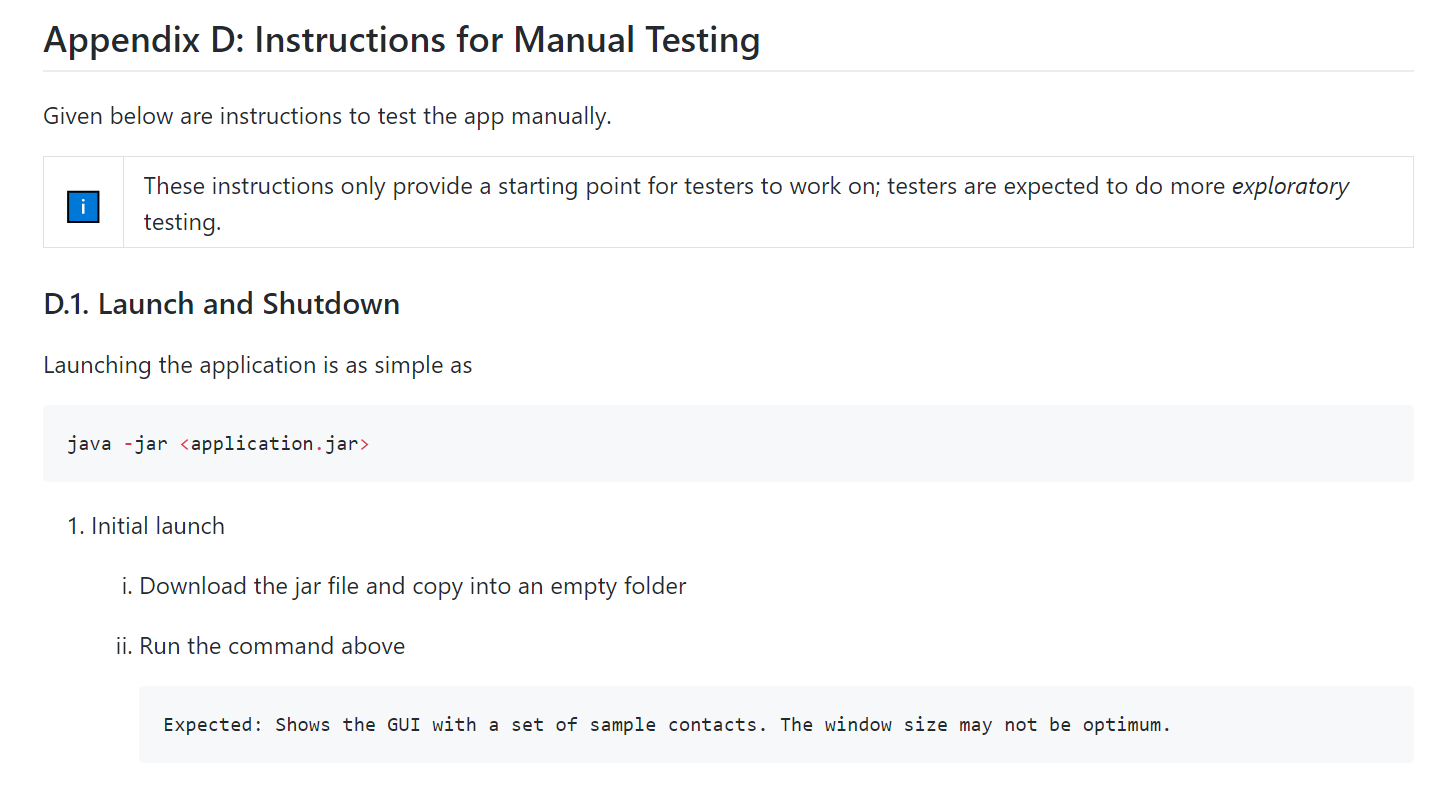 Appendix D: Instructions for Manual Testing
Given below are instructions to test the app manually.
i
These instructions only provide a starting point for testers to work on; testers are expected to do more exploratory
testing.
D.1. Launch and Shutdown
Launching the application is as simple as
java -jar <application.jar>
1. Initial launch
i. Download the jar file and copy into an empty folder
ii. Run the command above
Expected: Shows the GUI with a set of sample contacts. The window size may not be optimum.